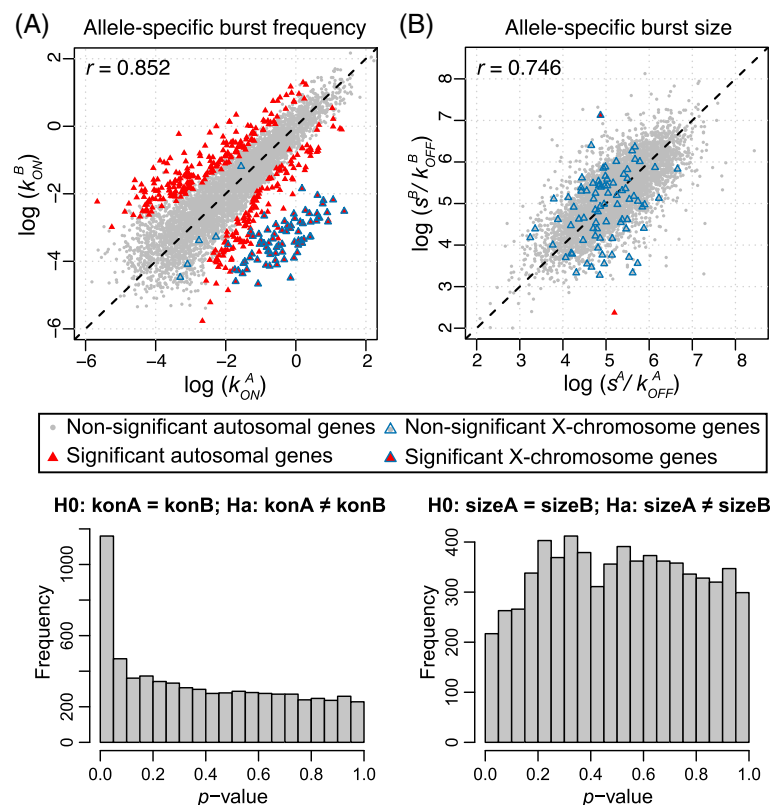 (A) Allele-specific burst frequency
r = 0.852
log (k_ON^B)
2
0
−2
−4
−6
−6 −4 −2 0 2
log (k_ON^A)
(B) Allele-specific burst size
r = 0.746
log (s^B/ k_OFF^B)
8
7
6
5
4
3
2
2 3 4 5 6 7 8
log (s^A/ k_OFF^A)
Non-significant autosomal genes Non-significant X-chromosome genes
Significant autosomal genes Significant X-chromosome genes
H0: konA = konB; Ha: konA ≠ konB
Frequency
1000
600
200
0
0.0 0.2 0.4 0.6 0.8 1.0
p-value
H0: sizeA = sizeB; Ha: sizeA ≠ sizeB
Frequency
400
300
200
100
0
0.0 0.2 0.4 0.6 0.8 1.0
p-value